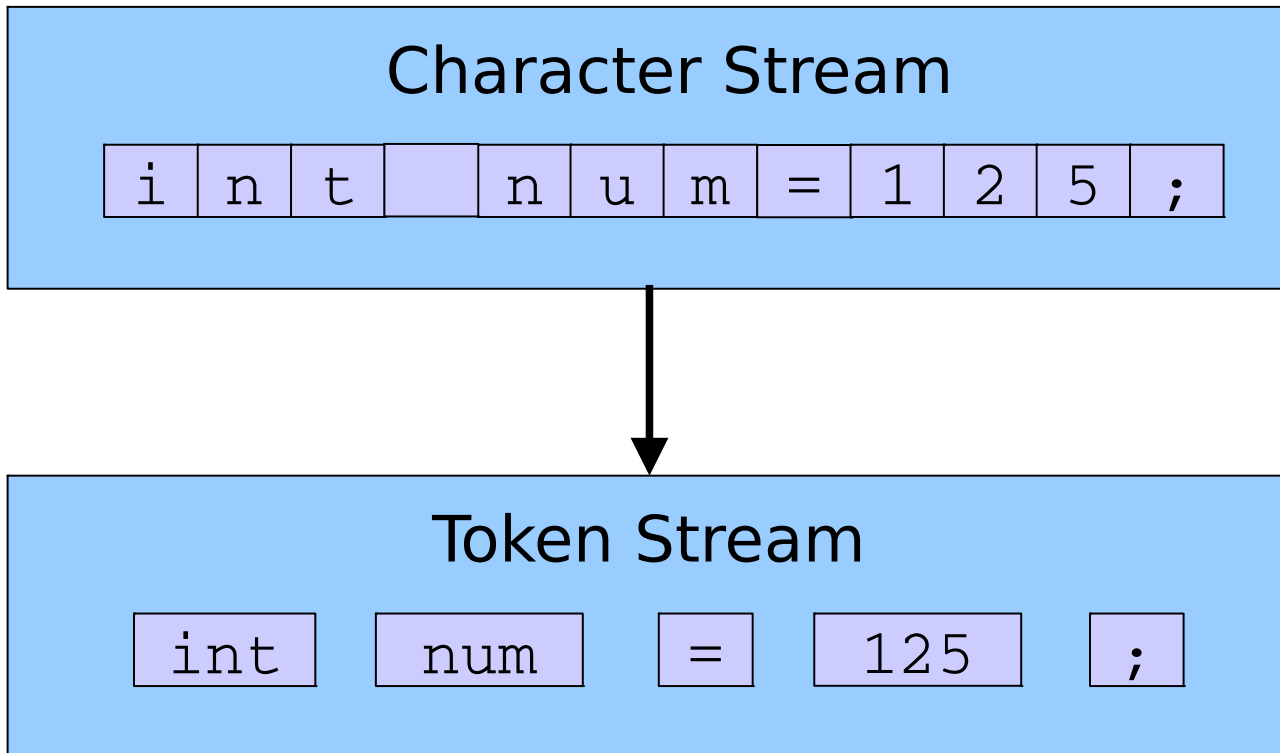 Character Stream
i n t   n u m = 1 2 5 ;
Token Stream
int num = 125 ;